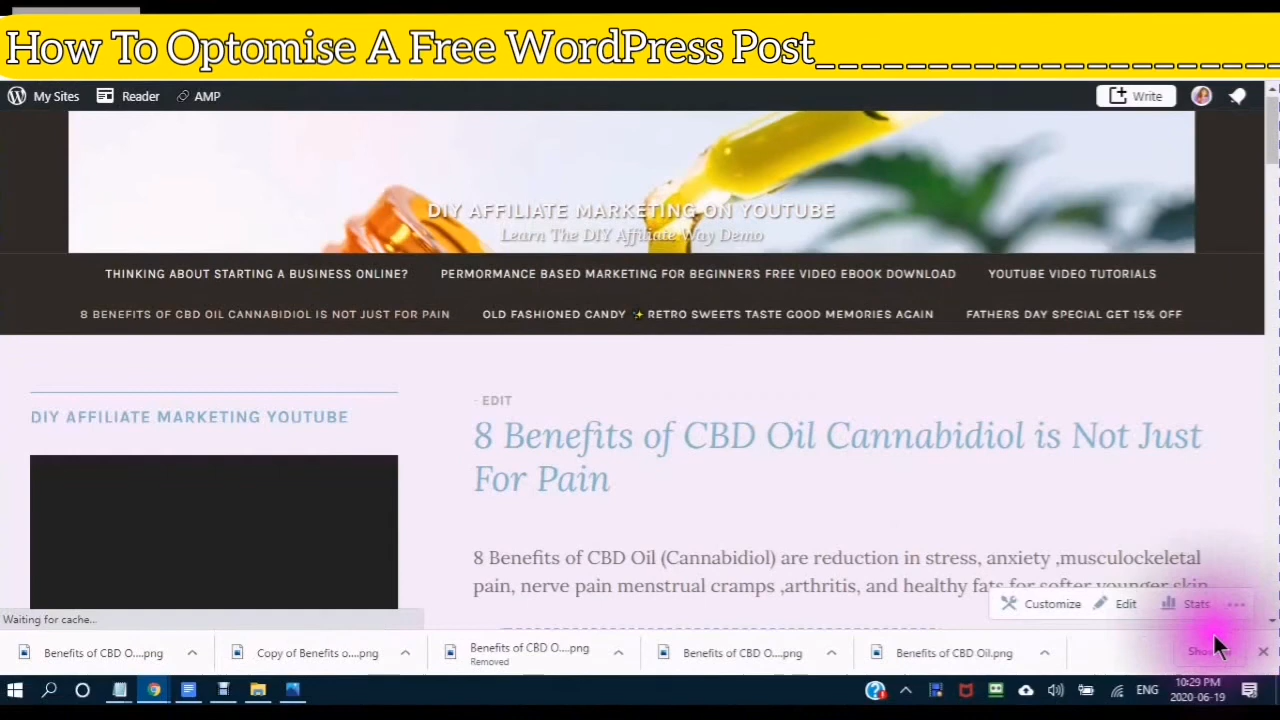 How To Optomise A Free WordPress Post
My Sites Reader AMP Write
DIY AFFILIATE MARKETING ON YOUTUBE
Learn The DIY Affiliate Way Demo
THINKING ABOUT STARTING A BUSINESS ONLINE? PERMORMANCE BASED MARKETING FOR BEGINNERS FREE VIDEO EBOOK DOWNLOAD YOUTUBE VIDEO TUTORIALS
8 BENEFITS OF CBD OIL CANNABIDIOL IS NOT JUST FOR PAIN OLD FASHIONED CANDY ✨ RETRO SWEETS TASTE GOOD MEMORIES AGAIN FATHERS DAY SPECIAL GET 15% OFF
DIY AFFILIATE MARKETING YOUTUBE
- EDIT
8 Benefits of CBD Oil Cannabidiol is Not Just
For Pain
8 Benefits of CBD Oil (Cannabidiol) are reduction in stress, anxiety ,musculockeletal
pain, nerve pain menstrual cramps ,arthritis, and healthy fats for softer younger skin
Customize Edit Stats
Waiting for cache...
Benefits of CBD O....png Copy of Benefits o....png Benefits of CBD O....png Benefits of CBD O....png Benefits of CBD Oil.png
Removed
ENG 10:29 PM
2020-06-19